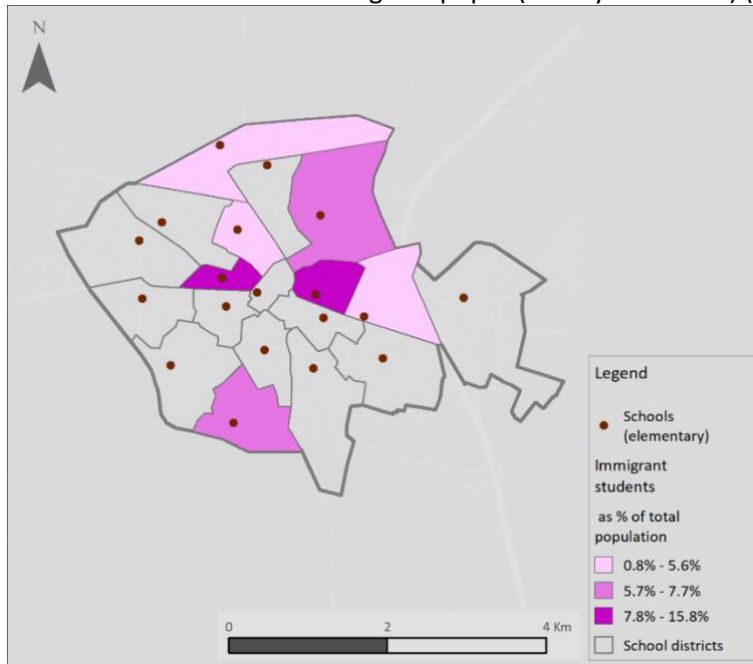 N
Legend
Schools
(elementary)
Immigrant
students
as % of total
population
0.8% - 5.6%
5.7% - 7.7%
7.8% - 15.8%
School districts
0 2 4 Km